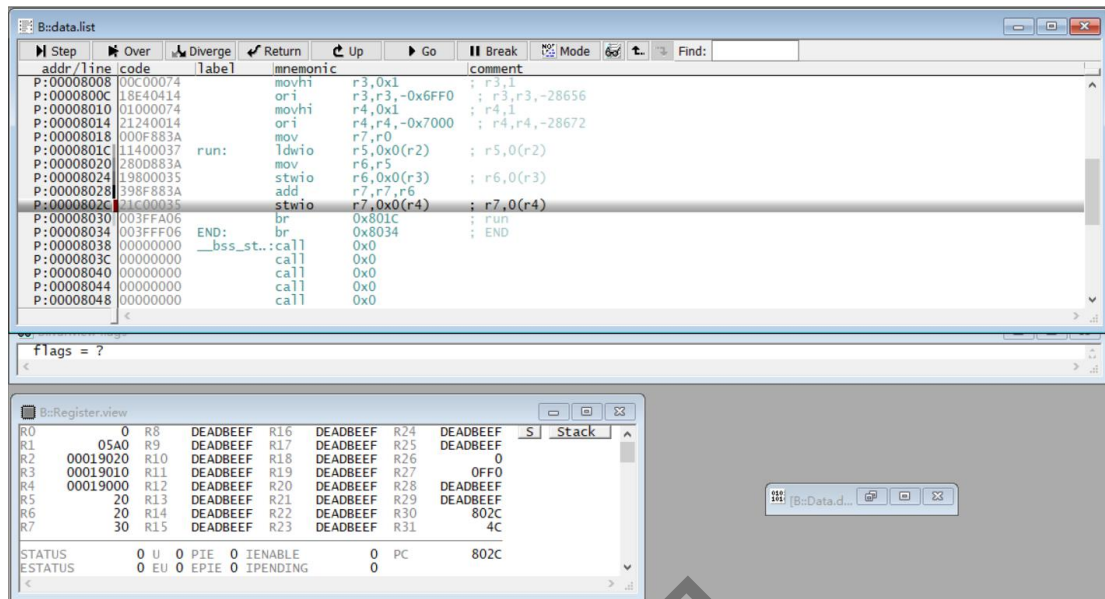 B::data.list
Step Over Diverge Return Up Go Break Mode Find:
addr/line code label mnemonic comment
P:00008008 00C00074 movhi r3,0x1 ; r3,1
P:0000800C 18E40414 ori r3,r3,-0x6FF0 ; r3,r3,-28656
P:00008010 01000074 movhi r4,0x1 ; r4,1
P:00008014 21240014 ori r4,r4,-0x7000 ; r4,r4,-28672
P:00008018 000F883A mov r7,r0
P:0000801C 11400037 run: ldwio r5,0x0(r2) ; r5,0(r2)
P:00008020 280D883A mov r6,r5
P:00008024 19800035 stwio r6,0x0(r3) ; r6,0(r3)
P:00008028 398F883A add r7,r7,r6
P:0000802C 21C00035 stwio r7,0x0(r4) ; r7,0(r4)
P:00008030 003FFA06 br 0x801C ; run
P:00008034 003FFF06 END: br 0x8034 ; END
P:00008038 00000000 __bss_st..:call 0x0
P:0000803C 00000000 call 0x0
P:00008040 00000000 call 0x0
P:00008044 00000000 call 0x0
P:00008048 00000000 call 0x0
flags = ?
B::Register.view
R0 0 R8 DEADBEEF R16 DEADBEEF R24 DEADBEEF S Stack
R1 05A0 R9 DEADBEEF R17 DEADBEEF R25 DEADBEEF
R2 00019020 R10 DEADBEEF R18 DEADBEEF R26 0
R3 00019010 R11 DEADBEEF R19 DEADBEEF R27 0FF0
R4 00019000 R12 DEADBEEF R20 DEADBEEF R28 DEADBEEF
R5 20 R13 DEADBEEF R21 DEADBEEF R29 DEADBEEF
R6 20 R14 DEADBEEF R22 DEADBEEF R30 802C
R7 30 R15 DEADBEEF R23 DEADBEEF R31 4C
STATUS 0 U 0 PIE 0 IENABLE 0 PC 802C
ESTATUS 0 EU 0 EPIE 0 IPENDING 0
[B::Data.d...